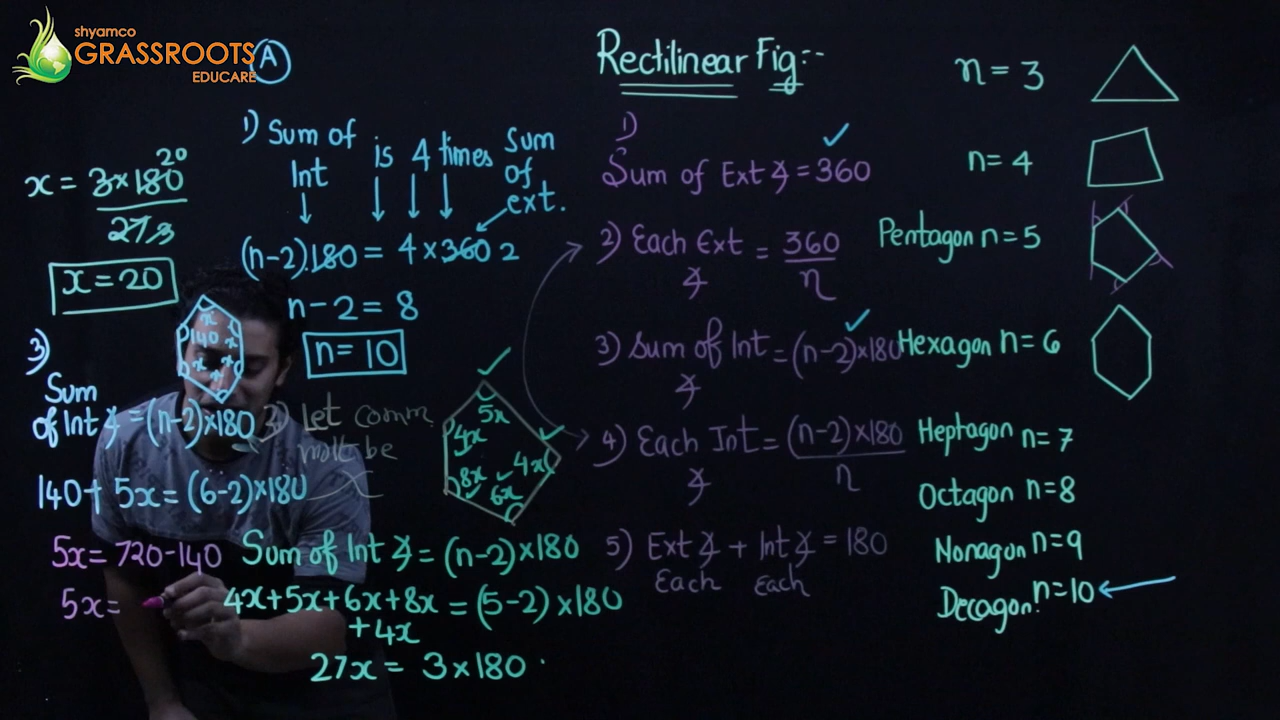 shyamco
GRASSROOTS
EDUCARE
A
1) Sum of Int is 4 times Sum of ext.
(n-2).180 = 4×360 2
n-2 = 8
n = 10
x = 3×180 20
27 3
x = 20
3)
x
140 x
x x
x
Sum
of Int ∡ = (n-2)×180
140+ 5x = (6-2)×180
5x = 720-140
5x =
2) Let comm
mult be
x
5x
4x
4x
8x
6x
Sum of Int ∡ = (n-2)×180
4x+5x+6x+8x = (5-2)×180
+4x
27x = 3×180
Rectilinear Fig:-
1)
Sum of Ext ∡ = 360
2) Each Ext = 360
∡ n
3) Sum of Int = (n-2)×180
∡
4) Each Int = (n-2)×180
∡ n
5) Ext ∡ + Int ∡ = 180
Each Each
n = 3
n = 4
Pentagon n = 5
Hexagon n = 6
Heptagon n = 7
Octagon n = 8
Nonagon n = 9
Decagon. n = 10